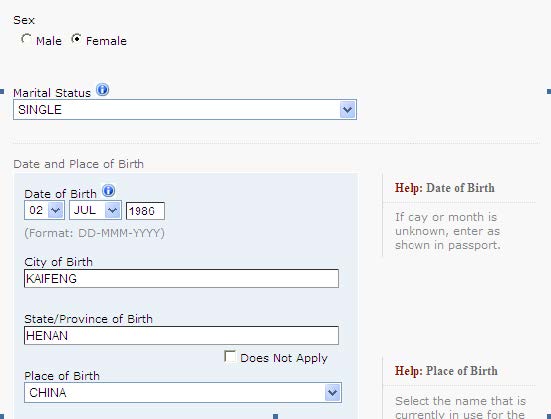 Sex
Male Female
Marital Status
SINGLE
Date and Place of Birth
Date of Birth
02 JUL 1986
(Format: DD-MMM-YYYY)
City of Birth
KAIFENG
State/Province of Birth
HENAN
Does Not Apply
Place of Birth
CHINA
Help: Date of Birth
If cay or month is
unknown, enter as
shown in passport.
Help: Place of Birth
Select the name that is
currently in use for the